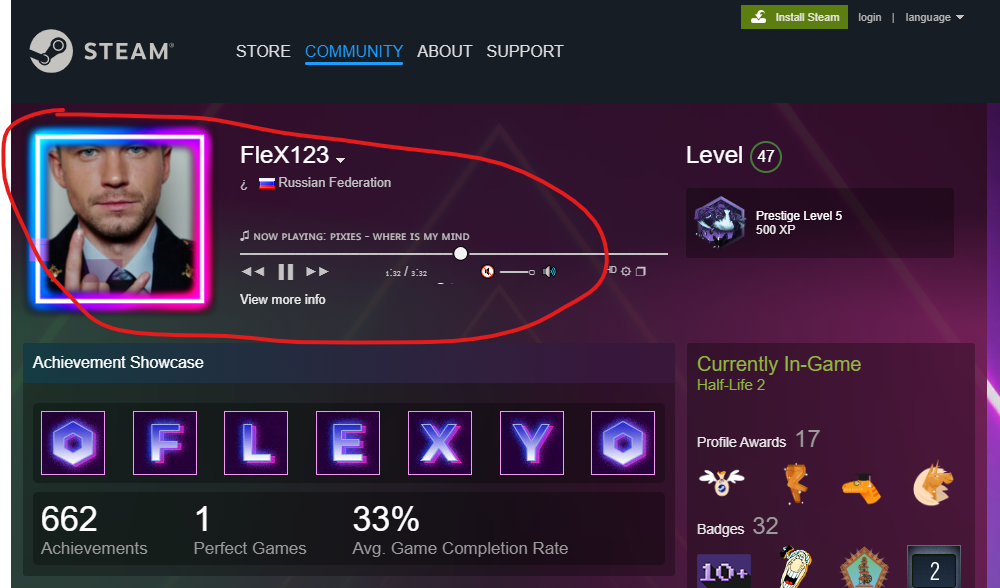 Install Steam
login | language
STEAM®
STORE COMMUNITY ABOUT SUPPORT
FleX123
¿ Russian Federation
♫ NOW PLAYING: PIXIES - WHERE IS MY MIND
◄◄ ▐▐ ►► 1:32 / 3:32
View more info
Level 47
Prestige Level 5
500 XP
Achievement Showcase
F L E X Y
662 1 33%
Achievements Perfect Games Avg. Game Completion Rate
Currently In-Game
Half-Life 2
Profile Awards 17
Badges 32
10+ 2